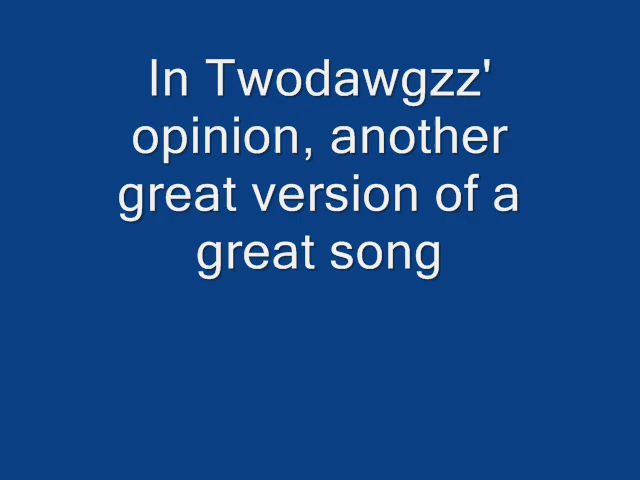 In Twodawgzz'
opinion, another
great version of a
great song